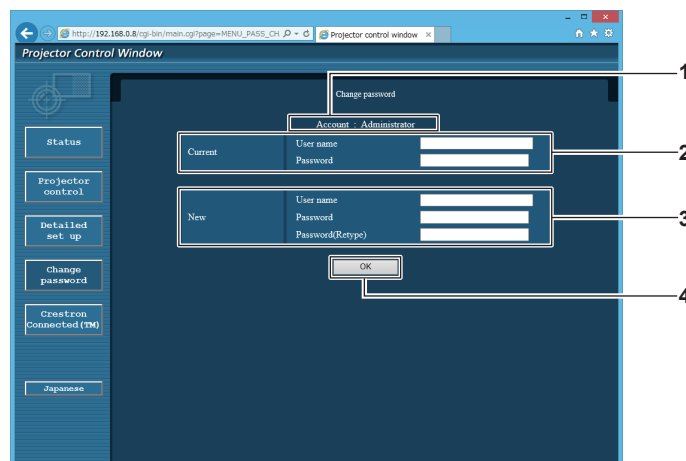 http://192.168.0.8/cgi-bin/main.cgi?page=MENU_PASS_CH
Projector control window
Projector Control Window
1
Change password
Account : Administrator
Status
Current
User name
Password
2
Projector
control
New
User name
Password
Password(Retype)
3
Detailed
set up
OK
Change
password
4
Crestron
Connected(TM)
Japanese